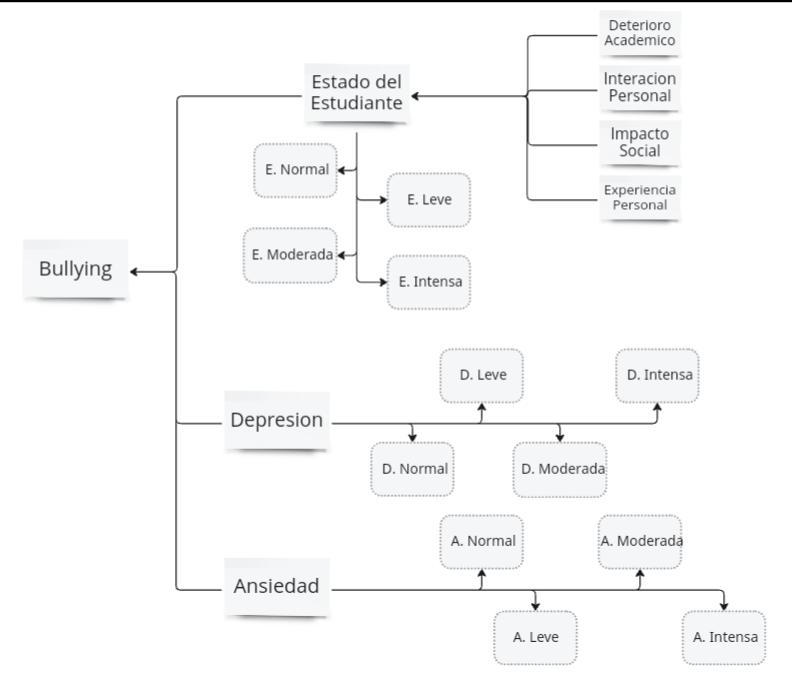 Deterioro
Academico
Estado del
Estudiante
Interacion
Personal
Impacto
Social
E. Normal
E. Leve
Experiencia
Personal
E. Moderada
E. Intensa
Bullying
D. Leve
D. Intensa
Depresion
D. Normal
D. Moderada
A. Normal
A. Moderada
Ansiedad
A. Leve
A. Intensa